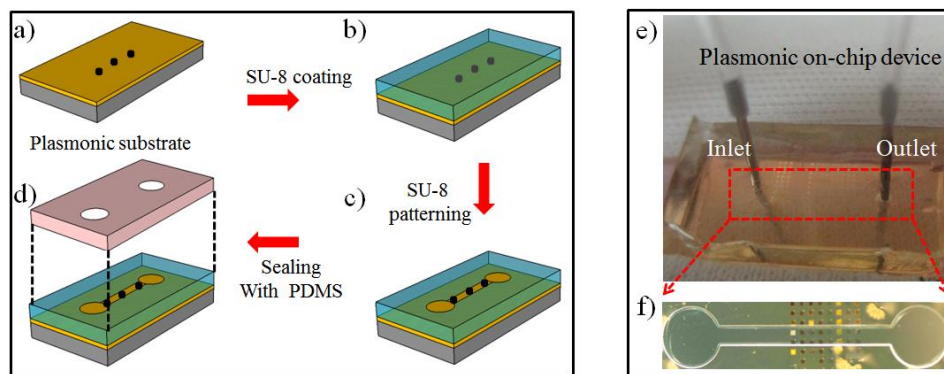 a)
SU-8 coating
b)
Plasmonic substrate
SU-8
patterning
c)
d)
Sealing
With PDMS
e)
Plasmonic on-chip device
Inlet
Outlet
f)